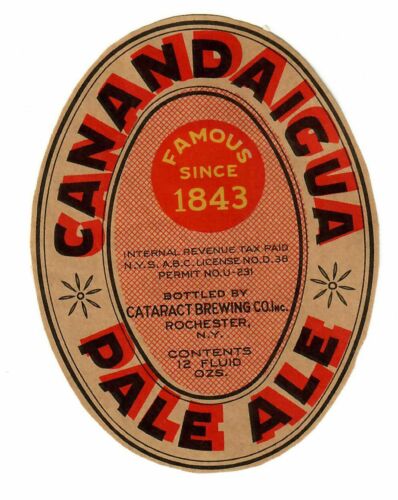 CANANDAIGUA
FAMOUS
SINCE
1843
INTERNAL REVENUE TAX PAID
N.Y.S. A.B.C. LICENSE NO. D. 38
PERMIT NO. U-231
BOTTLED BY
CATARACT BREWING CO. Inc.
ROCHESTER,
N.Y.
CONTENTS
12 FLUID
OZS.
PALE ALE